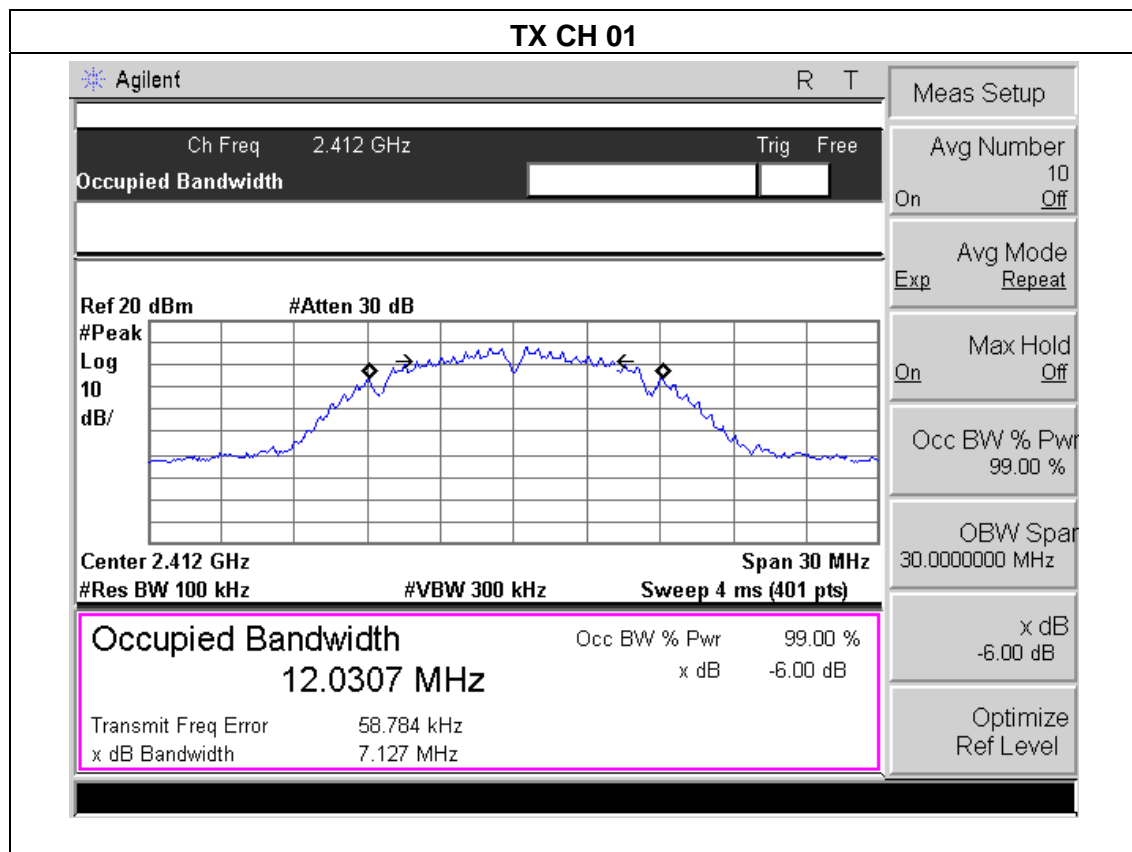 TX CH 01
Agilent R T
Ch Freq 2.412 GHz Trig Free
Occupied Bandwidth
Ref 20 dBm #Atten 30 dB
#Peak
Log
10
dB/
Center 2.412 GHz Span 30 MHz
#Res BW 100 kHz #VBW 300 kHz Sweep 4 ms (401 pts)
Occupied Bandwidth Occ BW % Pwr 99.00 %
12.0307 MHz x dB -6.00 dB
Transmit Freq Error 58.784 kHz
x dB Bandwidth 7.127 MHz
Meas Setup
Avg Number
10
On Off
Avg Mode
Exp Repeat
Max Hold
On Off
Occ BW % Pwr
99.00 %
OBW Span
30.0000000 MHz
x dB
-6.00 dB
Optimize
Ref Level